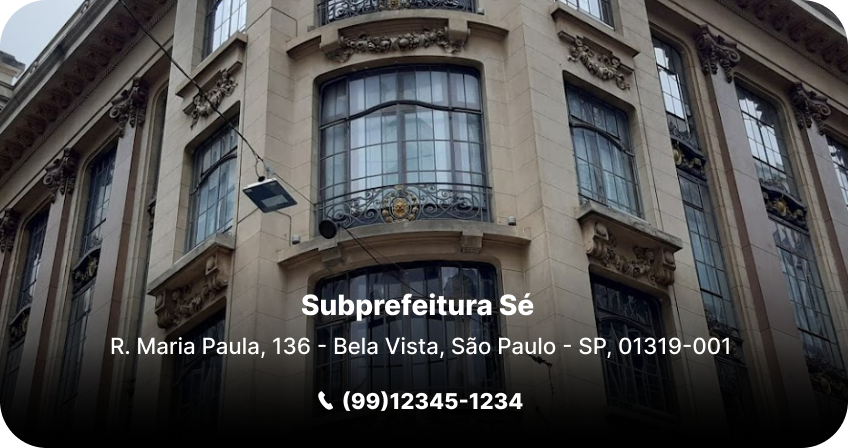 Subprefeitura Sé
R. Maria Paula, 136 - Bela Vista, São Paulo - SP, 01319-001
(99)12345-1234